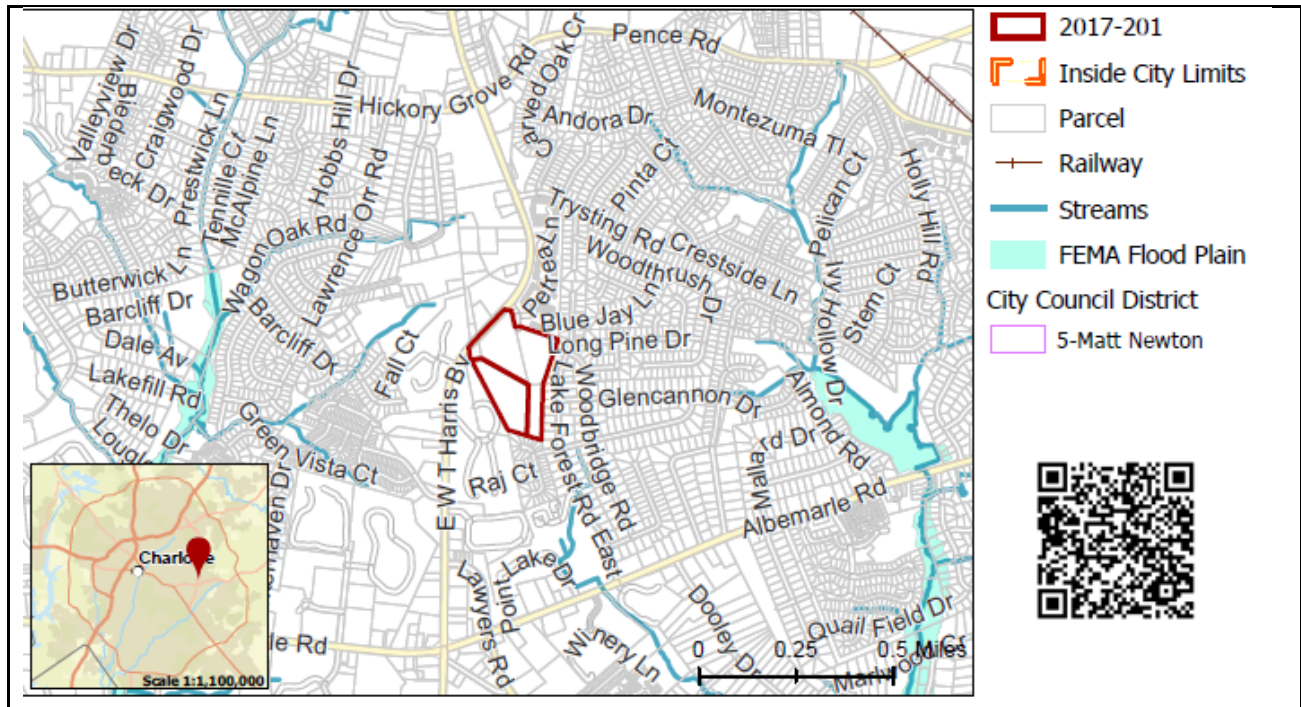 Pence Rd
Valleyview Dr
Craigwood Dr
Prestwick Ln
Tennille Ct
McAlpine Ln
Hobbs Hill Dr
Hickory Grove Rd
Carved Oak Cr
Andora Dr
Montezuma Tl
Pinta Ct
Pelican Ct
Holly Hill Rd
eck Dr
Lawrence Orr Rd
Wagon Oak Rd
Trysting Rd
Crestside Ln
Woodthrush Dr
Butterwick Ln
Barcliff Dr
Barcliff Dr
Petrea Ln
Blue Jay Ln
Ivy Hollow Dr
Stem Ct
Dale Av
Long Pine Dr
Fall Ct
Lakefill Rd
Glencannon Dr
Almond Rd
Thelo Dr
Green Vista Ct
E W T Harris Bv
Lake Forest Rd East
Woodbridge Rd
rd Dr
Raj Ct
Albemarle Rd
Lake Dr
Lawyers Rd
Point
Dooley Dr
Winery Ln
Quail Field Dr
le Rd
0 0.25 0.5 Miles
Charlotte
Scale 1:1,100,000
2017-201
Inside City Limits
Parcel
Railway
Streams
FEMA Flood Plain
City Council District
5-Matt Newton